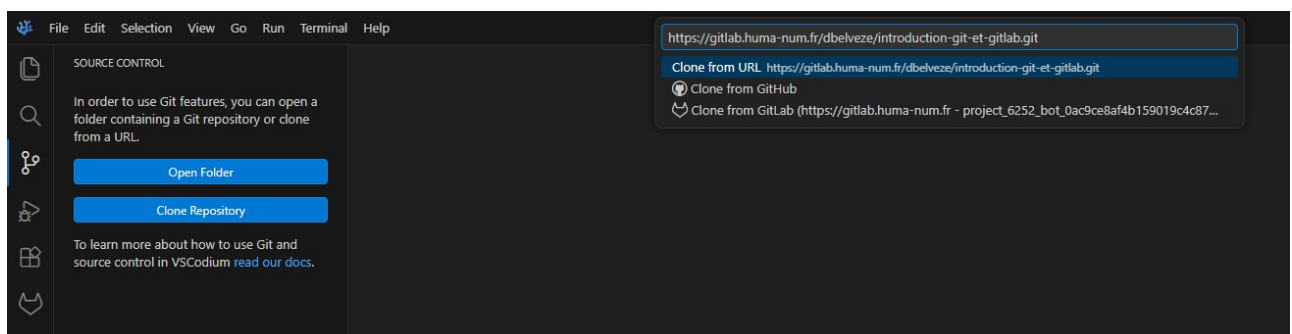 File Edit Selection View Go Run Terminal Help
https://gitlab.huma-num.fr/dbelveze/introduction-git-et-gitlab.git
Clone from URL https://gitlab.huma-num.fr/dbelveze/introduction-git-et-gitlab.git
Clone from GitHub
Clone from GitLab (https://gitlab.huma-num.fr - project_6252_bot_0ac9ce8af4b159019c4c87...
SOURCE CONTROL
In order to use Git features, you can open a
folder containing a Git repository or clone
from a URL.
Open Folder
Clone Repository
To learn more about how to use Git and
source control in VSCodium read our docs.